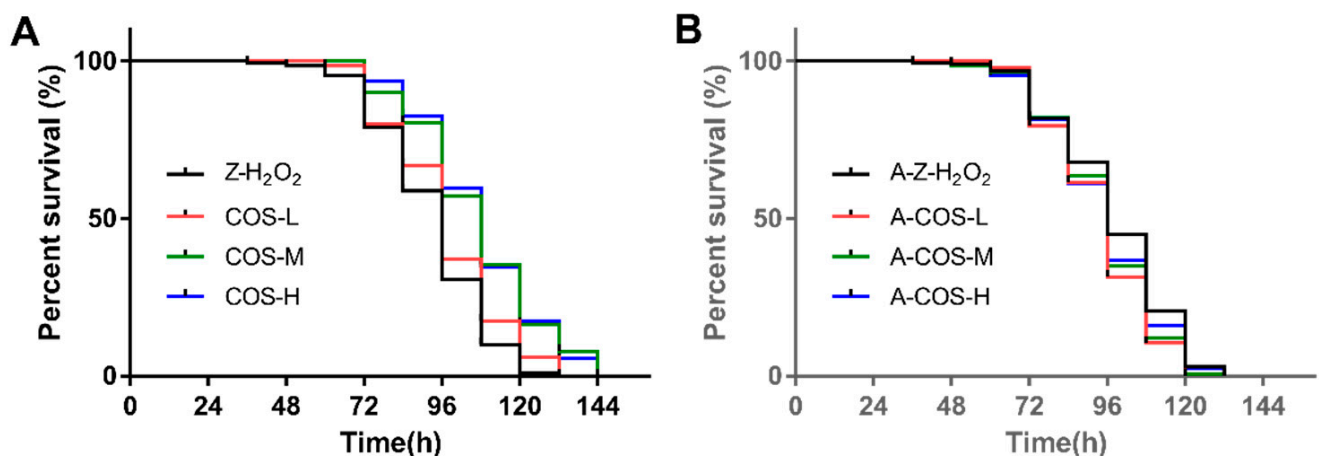 A
Percent survival (%)
100
50
0
Z-H₂O₂
COS-L
COS-M
COS-H
0 24 48 72 96 120 144
Time(h)
B
Percent survival (%)
100
50
0
A-Z-H₂O₂
A-COS-L
A-COS-M
A-COS-H
0 24 48 72 96 120 144
Time(h)